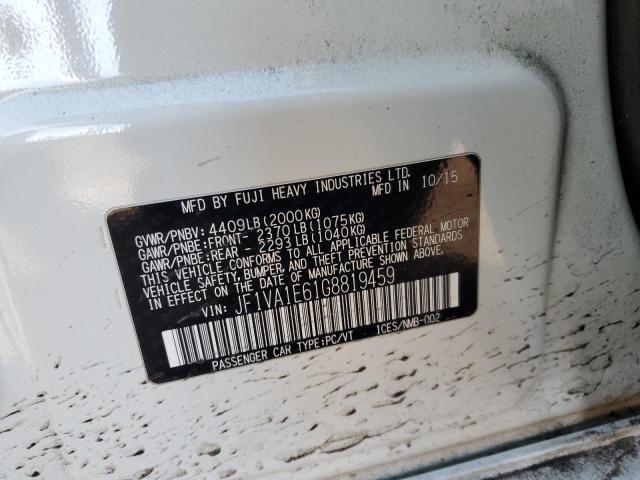 MFD BY FUJI HEAVY INDUSTRIES LTD.
MFD IN 10/15
GVWR/PNBV: 4409LB(2000KG)
GAWR/PNBE:FRONT- 2370LB(1075KG)
GAWR/PNBE:REAR - 2293LB(1040KG)
THIS VEHICLE CONFORMS TO ALL APPLICABLE FEDERAL MOTOR
VEHICLE SAFETY,BUMPER,AND THEFT PREVENTION STANDARDS
IN EFFECT ON THE DATE OF MANUFACTURE SHOWN ABOVE.
VIN: JF1VA1E61G8819459
PASSENGER CAR TYPE:PC/VT ICES/NMB-002